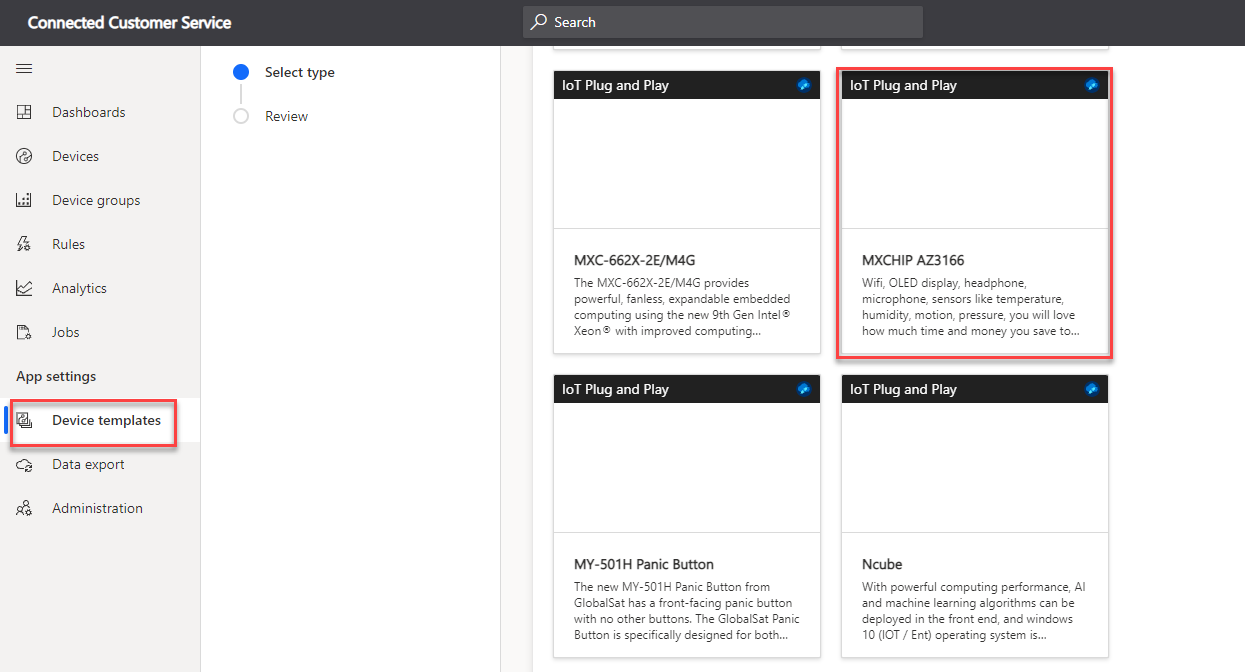 Connected Customer Service
Search
Dashboards
Devices
Device groups
Rules
Analytics
Jobs
App settings
Device templates
Data export
Administration
Select type
Review
IoT Plug and Play
MXC-662X-2E/M4G
The MXC-662X-2E/M4G provides
powerful, fanless, expandable embedded
computing using the new 9th Gen Intel®
Xeon® with improved computing...
IoT Plug and Play
MXCHIP AZ3166
Wifi, OLED display, headphone,
microphone, sensors like temperature,
humidity, motion, pressure, you will love
how much time and money you save to...
IoT Plug and Play
MY-501H Panic Button
The new MY-501H Panic Button from
GlobalSat has a front-facing panic button
with no other buttons. The GlobalSat Panic
Button is specifically designed for both...
IoT Plug and Play
Ncube
With powerful computing performance, AI
and machine learning algorithms can be
deployed in the front end, and windows
10 (IOT / Ent) operating system is...